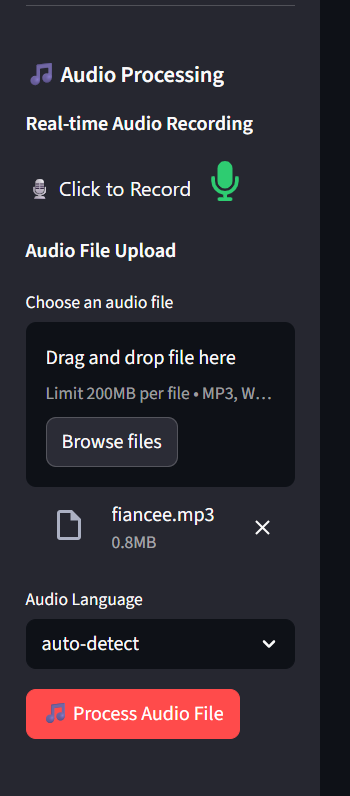 🎵 Audio Processing
Real-time Audio Recording
🎙️ Click to Record
Audio File Upload
Choose an audio file
Drag and drop file here
Limit 200MB per file • MP3, W...
Browse files
fiancee.mp3
0.8MB
Audio Language
auto-detect
🎵 Process Audio File